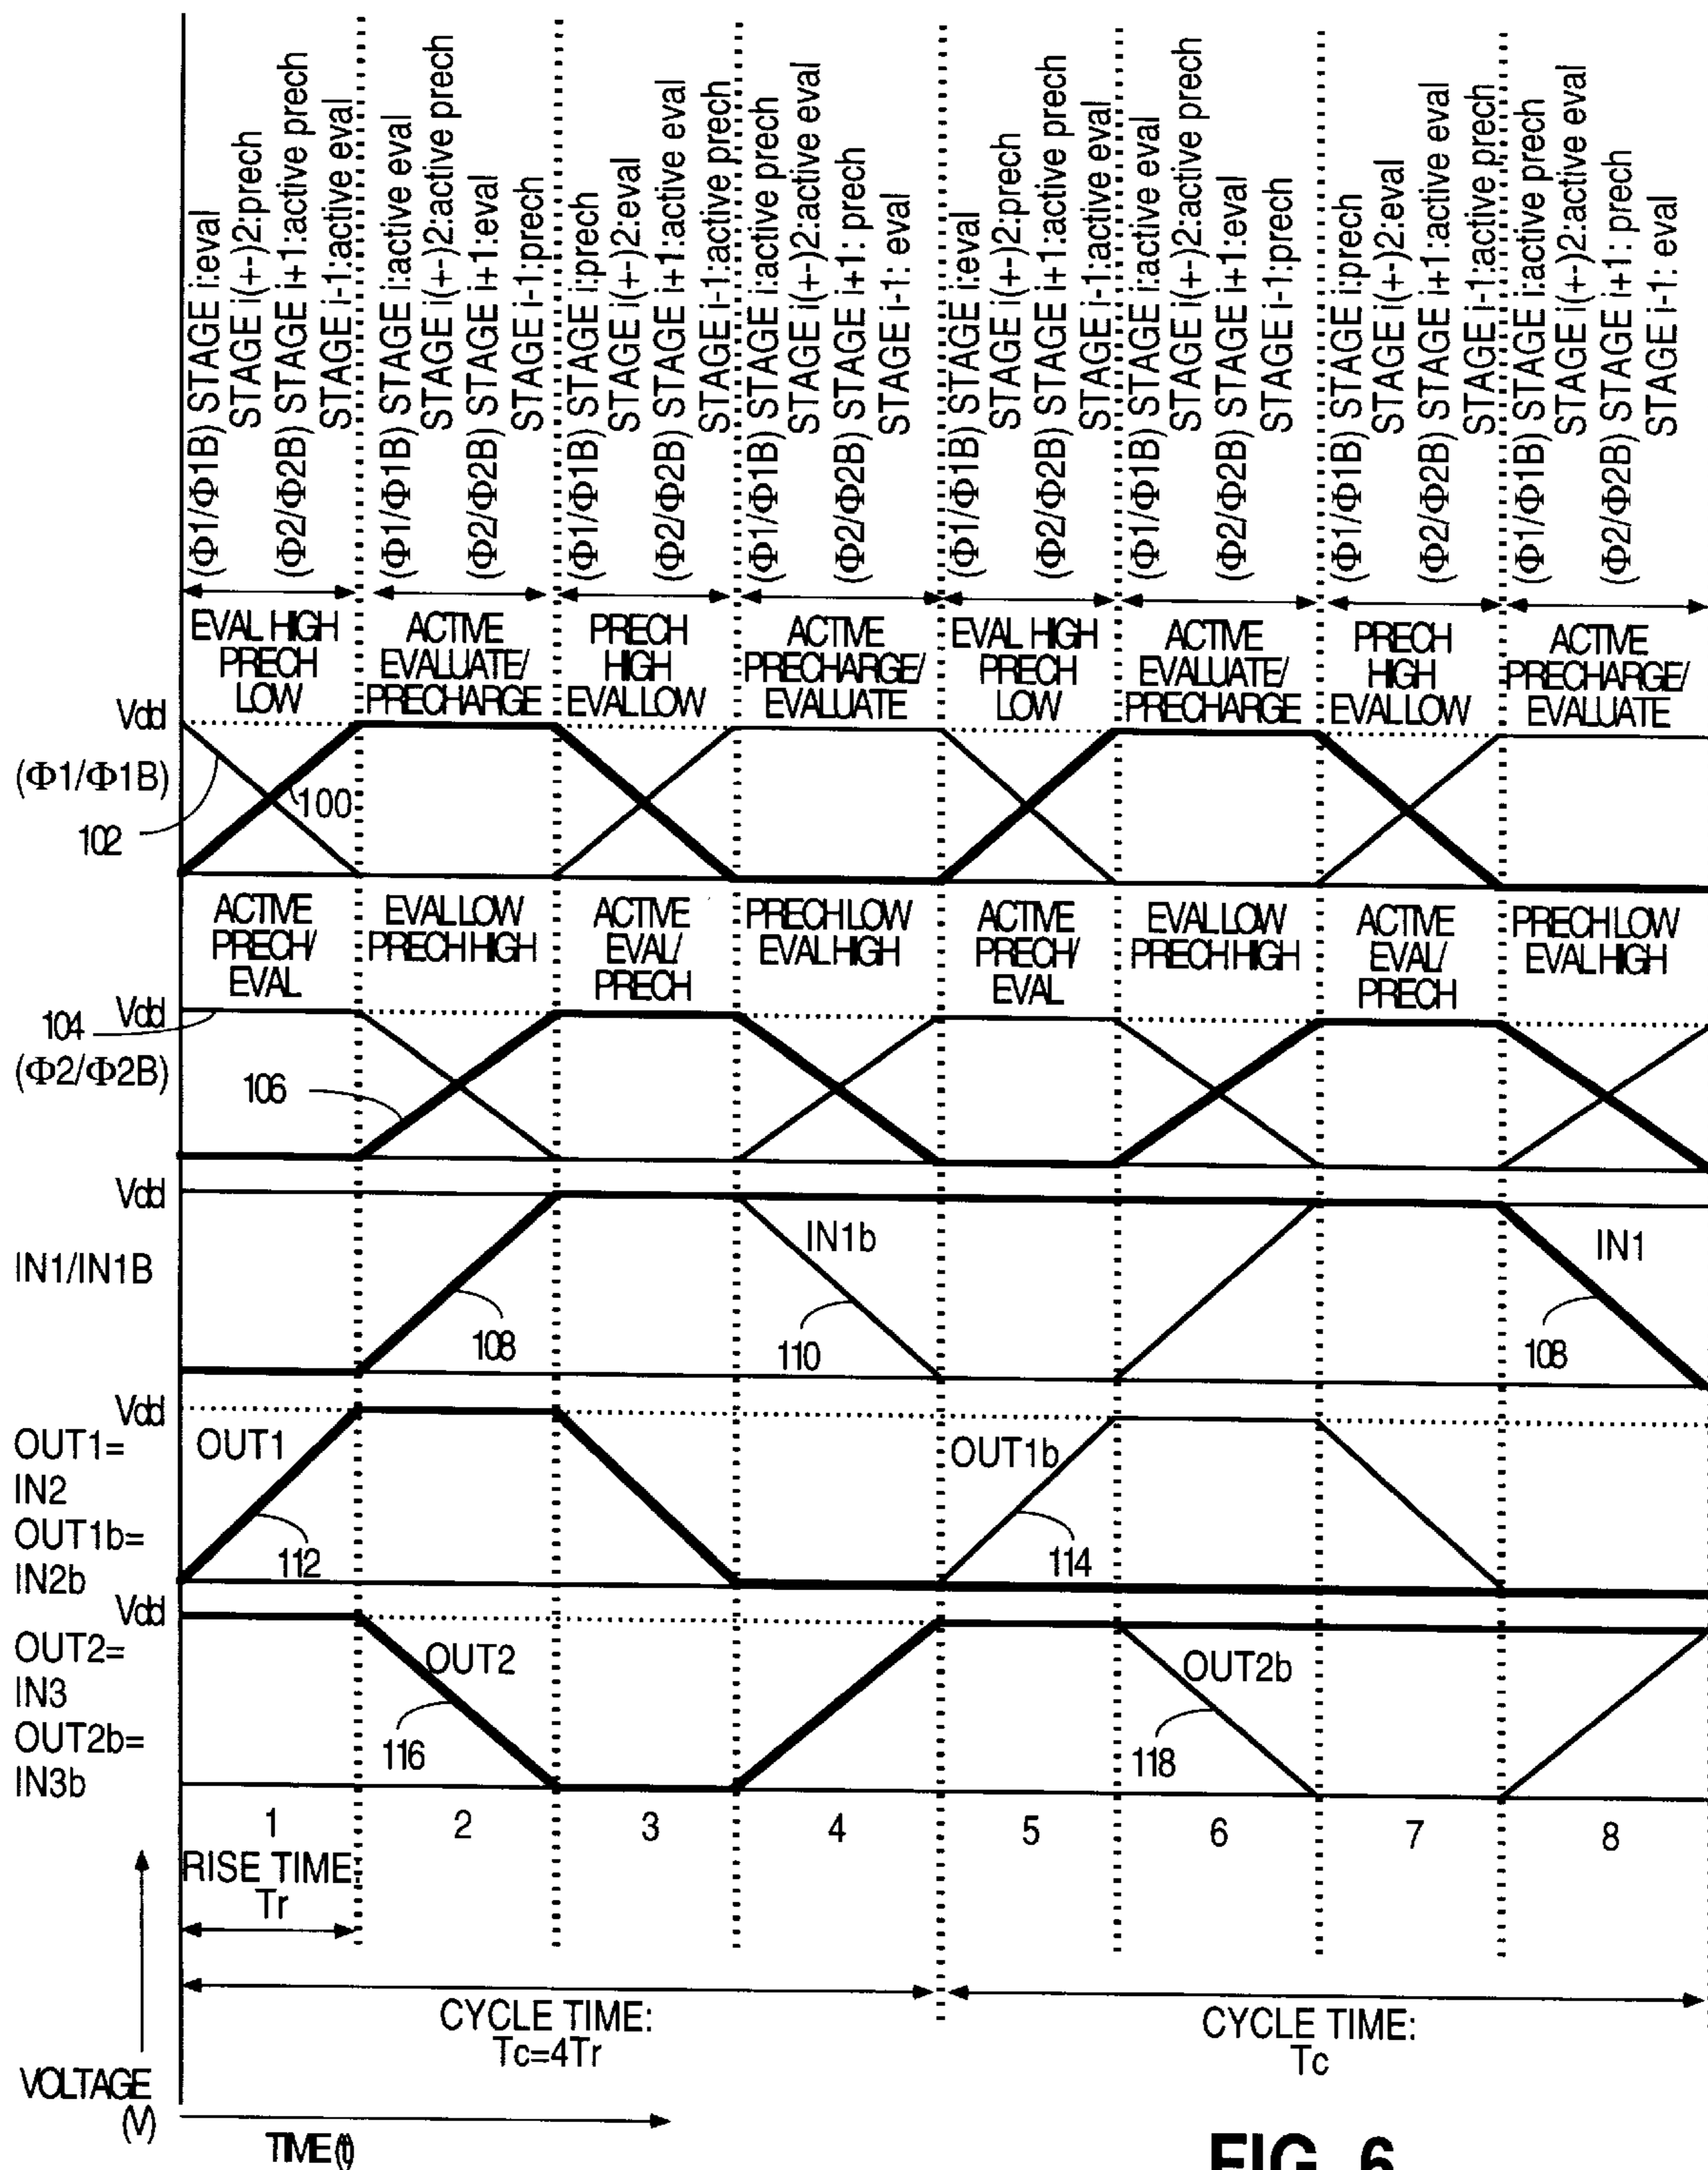 (Φ1/Φ1B) STAGE i:eval
STAGE i(+-)2:prech
(Φ2/Φ2B) STAGE i+1:active prech
STAGE i-1:active eval
(Φ1/Φ1B) STAGE i:active eval
STAGE i(+-)2:active prech
(Φ2/Φ2B) STAGE i+1:eval
STAGE i-1:prech
(Φ1/Φ1B) STAGE i:prech
STAGE i(+-)2:eval
(Φ2/Φ2B) STAGE i+1:active eval
STAGE i-1:active prech
(Φ1/Φ1B) STAGE i:active prech
STAGE i(+-)2:active eval
(Φ2/Φ2B) STAGE i+1: prech
STAGE i-1: eval
(Φ1/Φ1B) STAGE i:eval
STAGE i(+-)2:prech
(Φ2/Φ2B) STAGE i+1:active prech
STAGE i-1:active eval
(Φ1/Φ1B) STAGE i:active eval
STAGE i(+-)2:active prech
(Φ2/Φ2B) STAGE i+1:eval
STAGE i-1:prech
(Φ1/Φ1B) STAGE i:prech
STAGE i(+-)2:eval
(Φ2/Φ2B) STAGE i+1:active eval
STAGE i-1:active prech
(Φ1/Φ1B) STAGE i:active prech
STAGE i(+-)2:active eval
(Φ2/Φ2B) STAGE i+1: prech
STAGE i-1: eval
EVAL HIGH
PRECH
LOW
ACTIVE
EVALUATE/
PRECHARGE
PRECH
HIGH
EVAL LOW
ACTIVE
PRECHARGE/
EVALUATE
EVAL HIGH
PRECH
LOW
ACTIVE
EVALUATE/
PRECHARGE
PRECH
HIGH
EVAL LOW
ACTIVE
PRECHARGE/
EVALUATE
Vdd
(Φ1/Φ1B)
100
102
ACTIVE
PRECH/
EVAL
EVAL LOW
PRECH HIGH
ACTIVE
EVAL/
PRECH
PRECH LOW
EVAL HIGH
ACTIVE
PRECH/
EVAL
EVAL LOW
PRECH HIGH
ACTIVE
EVAL/
PRECH
PRECH LOW
EVAL HIGH
104
Vdd
(Φ2/Φ2B)
106
Vdd
IN1/IN1B
108
IN1b
110
IN1
108
Vdd
OUT1=
IN2
OUT1b=
IN2b
OUT1
112
OUT1b
114
Vdd
OUT2=
IN3
OUT2b=
IN3b
OUT2
116
OUT2b
118
1 2 3 4 5 6 7 8
RISE TIME:
Tr
CYCLE TIME:
Tc=4Tr
CYCLE TIME:
Tc
VOLTAGE
(V)
TIME (t)
FIG. 6